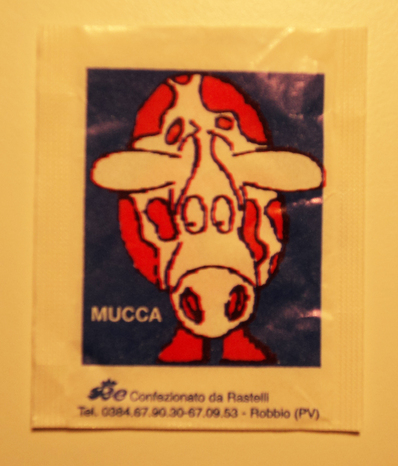 MUCCA
Confezionato da Rastelli
Tel. 0384.67.90.30-67.09.53 - Robbio (PV)